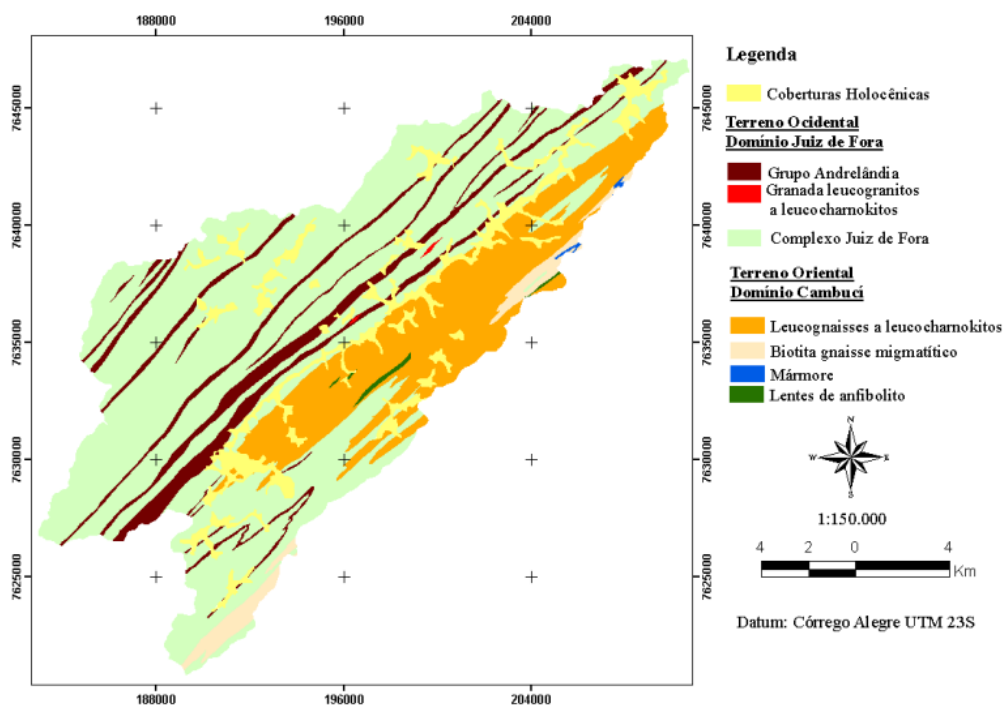 188000
196000
204000
7645000
7640000
7635000
7630000
7625000
7645000
7640000
7635000
7630000
7625000
188000
196000
204000
Legenda
Coberturas Holocênicas
Terreno Ocidental
Domínio Juiz de Fora
Grupo Andrelândia
Granada leucogranitos
a leucocharnokitos
Complexo Juiz de Fora
Terreno Oriental
Domínio Cambucí
Leucognaisses a leucocharnokitos
Biotita gnaisse migmatítico
Mármore
Lentes de anfibolito
N
W
E
S
1:150.000
4 2 0 4
Km
Datum: Córrego Alegre UTM 23S